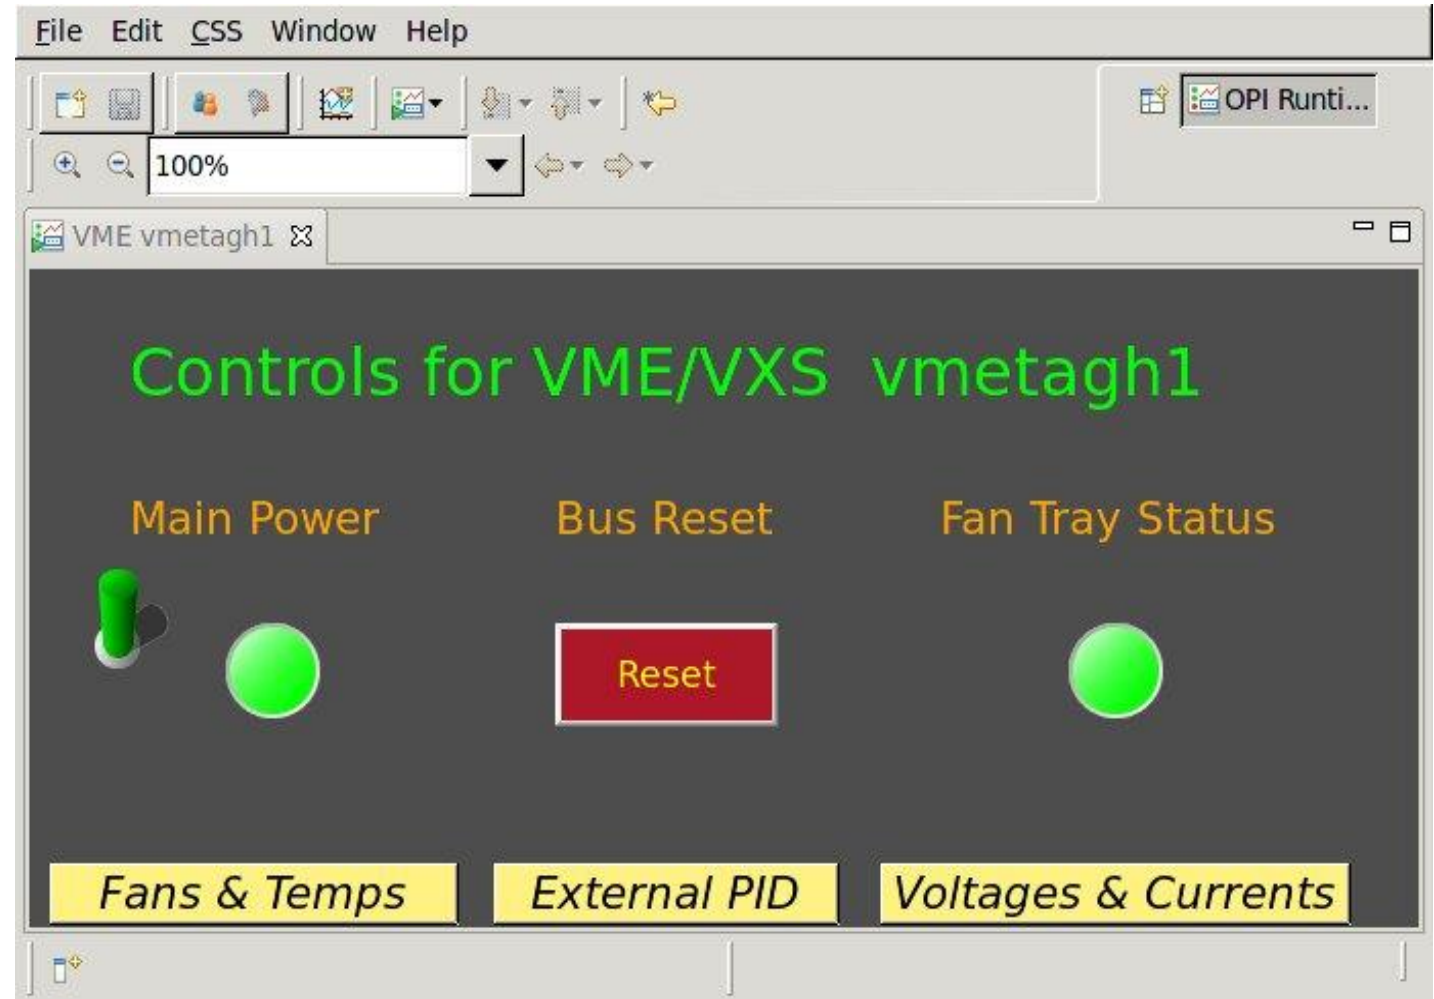 File Edit CSS Window Help
OPI Runti...
100%
VME vmetagh1
Controls for VME/VXS vmetagh1
Main Power Bus Reset Fan Tray Status
Reset
Fans & Temps External PID Voltages & Currents